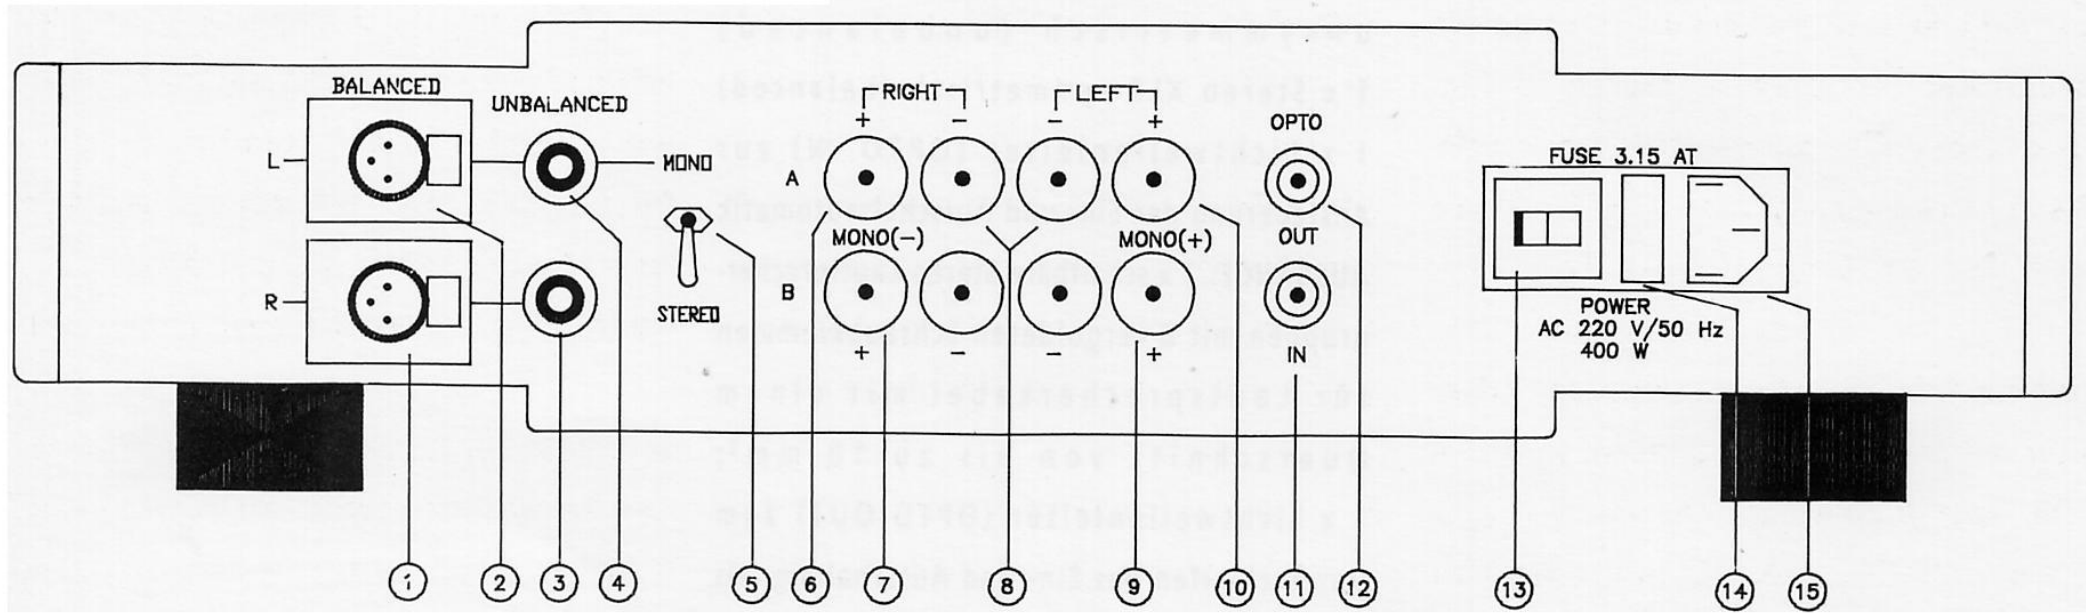 BALANCED
UNBALANCED
RIGHT
LEFT
+ - - +
OPTO
FUSE 3.15 AT
L
MONO
A
MONO(-)
MONO(+)
OUT
R
STEREO
B
+ - - +
IN
POWER
AC 220 V/50 Hz
400 W
1 2 3 4 5 6 7 8 9 10 11 12 13 14 15